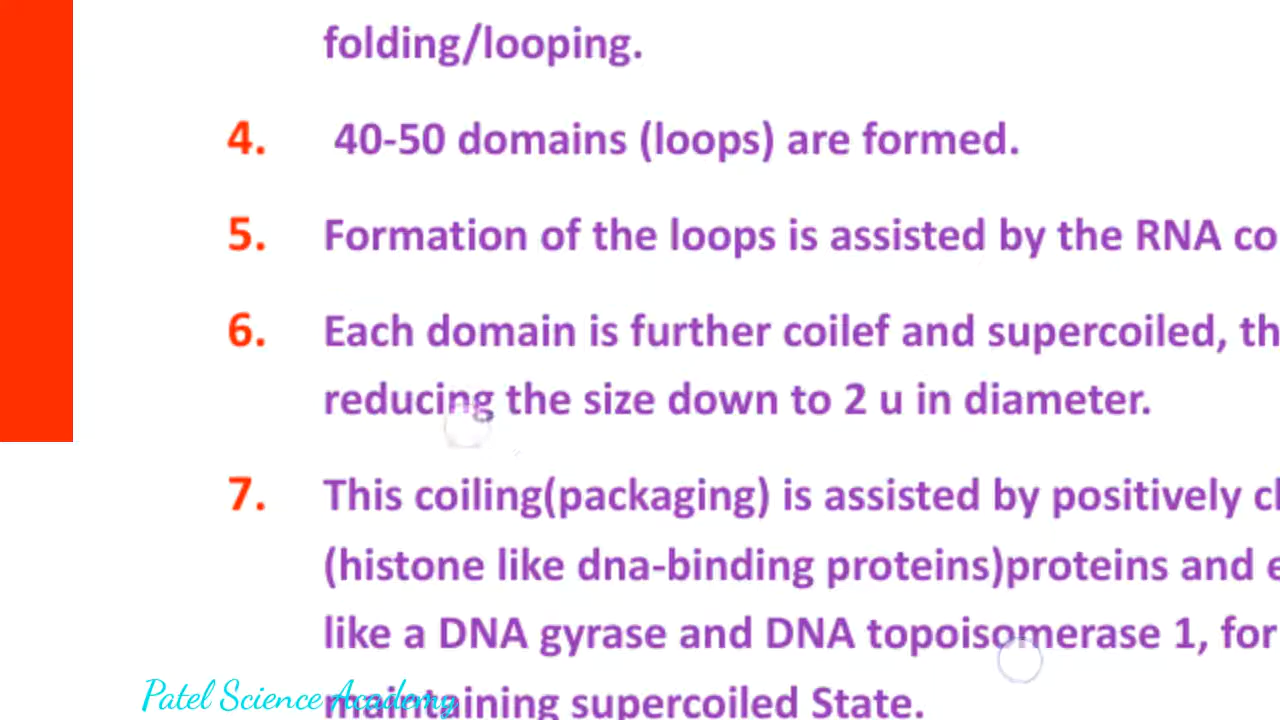 folding/looping.
4. 40-50 domains (loops) are formed.
5. Formation of the loops is assisted by the RNA co
6. Each domain is further coilef and supercoiled, th
reducing the size down to 2 u in diameter.
7. This coiling(packaging) is assisted by positively
(histone like dna-binding proteins)proteins and
like a DNA gyrase and DNA topoisomerase 1, for
maintaining supercoiled State.
Patel Science Academy